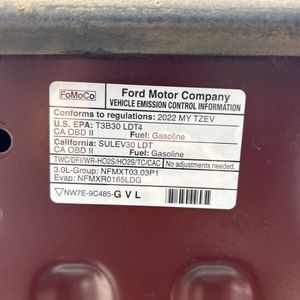 FoMoCo
Ford Motor Company
VEHICLE EMISSION CONTROL INFORMATION
Conforms to regulations: 2022 MY TZEV
U.S. EPA: T3B30 LDT4
CA OBD II Fuel: Gasoline
California: SULEV30 LDT
CA OBD II Fuel: Gasoline
TWC/DFI/WR-HO2S/HO2S/TC/CAC No adjustments needed.
3.0L-Group: NFMXT03.03P1
Evap: NFMXR0165LDG
NW7E-9C485-G V L